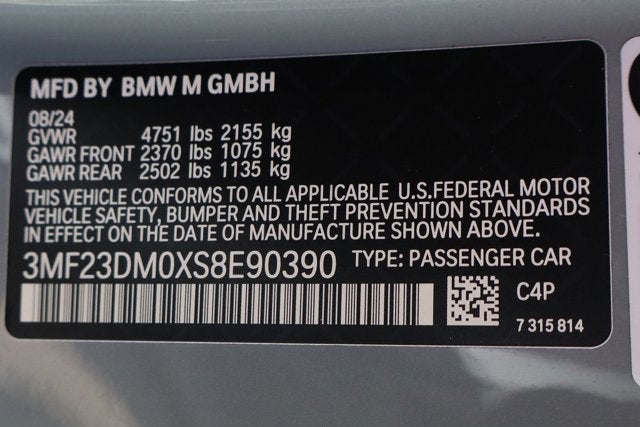 MFD BY BMW M GMBH
08/24
GVWR 4751 lbs 2155 kg
GAWR FRONT 2370 lbs 1075 kg
GAWR REAR 2502 lbs 1135 kg
THIS VEHICLE CONFORMS TO ALL APPLICABLE U.S.FEDERAL MOTOR
VEHICLE SAFETY, BUMPER AND THEFT PREVENTION STANDARDS
IN EFFECT ON THE DATE OF MANUFACTURE SHOWN ABOVE.
3MF23DM0XS8E90390 TYPE: PASSENGER CAR
C4P
7 315 814